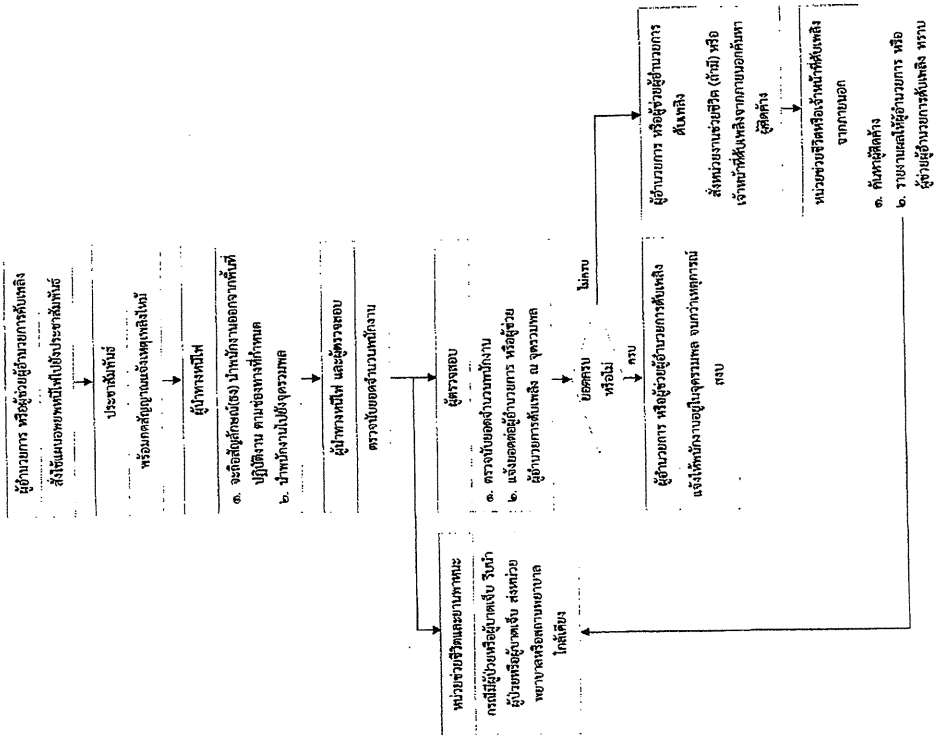 ผู้อำนวยการ หรือผู้ช่วยผู้อำนวยการดับเพลิง
สั่งใช้แผนอพยพหนีไฟไปยังประชาสัมพันธ์
ประชาสัมพันธ์
พร้อมกดสัญญาณแจ้งเหตุเพลิงไหม้
ผู้นำทางหนีไฟ
๑. จะถือสัญลักษณ์(ธง) นำพนักงานออกจากพื้นที่
ปฏิบัติงาน ตามช่องทางที่กำหนด
๒. นำพนักงานไปยังจุดรวมพล
ผู้นำทางหนีไฟ และผู้ตรวจสอบ
ตรวจนับยอดจำนวนพนักงาน
หน่วยช่วยชีวิตและยานพาหนะ
กรณีมีผู้ป่วยหรือผู้บาดเจ็บ รีบนำ
ผู้ป่วยหรือผู้บาดเจ็บ ส่งหน่วย
พยาบาลหรือสถานพยาบาล
ใกล้เคียง
ผู้ตรวจสอบ
๑. ตรวจนับยอดจำนวนพนักงาน
๒. แจ้งยอดต่อผู้อำนวยการ หรือผู้ช่วย
ผู้อำนวยการดับเพลิง ณ จุดรวมพล
ยอดครบ
หรือไม่
ไม่ครบ
ครบ
ผู้อำนวยการ หรือผู้ช่วยผู้อำนวยการดับเพลิง
แจ้งให้พนักงานอยู่ในจุดรวมพล จนกว่าเหตุการณ์
สงบ
ผู้อำนวยการ หรือผู้ช่วยผู้อำนวยการ
ดับเพลิง
สั่งหน่วยงานช่วยชีวิต (ถ้ามี) หรือ
เจ้าหน้าที่ดับเพลิงจากภายนอกค้นหา
ผู้ติดค้าง
หน่วยช่วยชีวิตหรือเจ้าหน้าที่ดับเพลิง
จากภายนอก
๑. ค้นหาผู้ติดค้าง
๒. รายงานผลให้ผู้อำนวยการ หรือ
ผู้ช่วยผู้อำนวยการดับเพลิง ทราบ